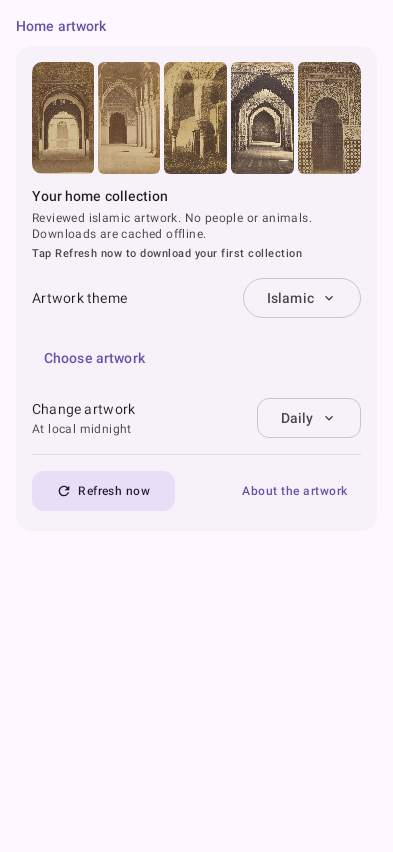 Home artwork
Your home collection
Reviewed islamic artwork. No people or animals.
Downloads are cached offline.
Tap Refresh now to download your first collection
Artwork theme
Islamic
Choose artwork
Change artwork
Daily
At local midnight
Refresh now
About the artwork